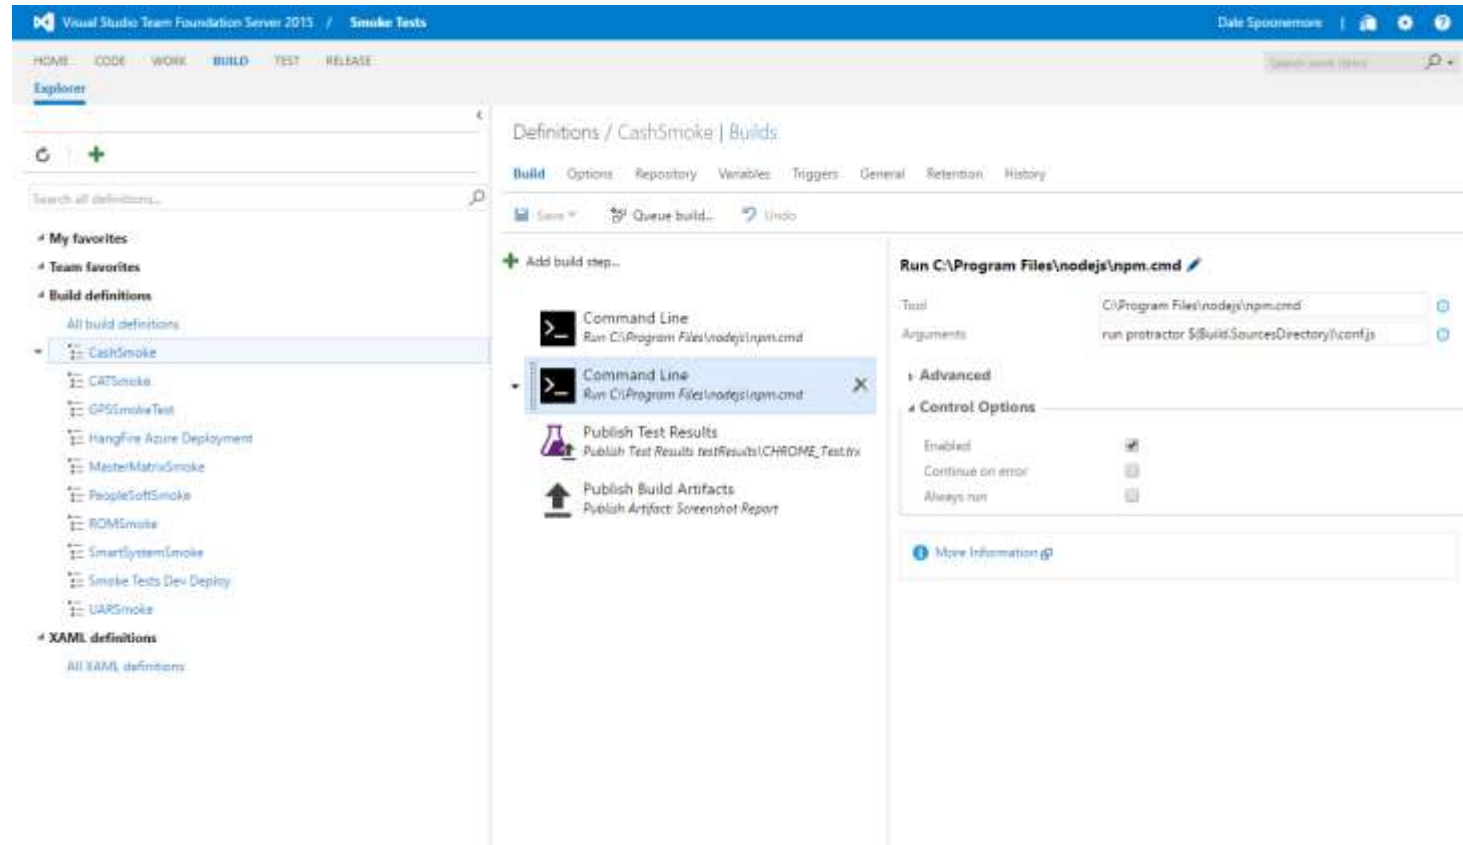 Visual Studio Team Foundation Server 2015 / Smoke Tests
Dale Spoonemore
HOME CODE WORK BUILD TEST RELEASE
Search work items
Explorer
Search all definitions...
My favorites
Team favorites
Build definitions
All build definitions
CashSmoke
CATSmoke
GPSSmokeTest
HangFire Azure Deployment
MasterMatrixSmoke
PeopleSoftSmoke
ROMSmoke
SmartSystemSmoke
Smoke Tests Dev Deploy
UARSmoke
XAML definitions
All XAML definitions
Definitions / CashSmoke | Builds
Build Options Repository Variables Triggers General Retention History
Save Queue build... Undo
Add build step...
Command Line
Run C:\Program Files\nodejs\npm.cmd
Command Line
Run C:\Program Files\nodejs\npm.cmd
Publish Test Results
Publish Test Results testResults\CHROME_Test.trx
Publish Build Artifacts
Publish Artifact: Screenshot Report
Run C:\Program Files\nodejs\npm.cmd
Tool C:\Program Files\nodejs\npm.cmd
Arguments run protractor $(Build.SourcesDirectory)\conf.js
Advanced
Control Options
Enabled
Continue on error
Always run
More Information